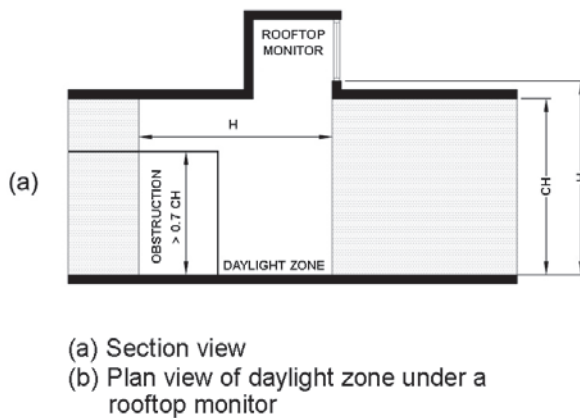 ROOFTOP
MONITOR
H
(a)
OBSTRUCTION
> 0.7 CH
DAYLIGHT ZONE
CH
(a) Section view
(b) Plan view of daylight zone under a
rooftop monitor